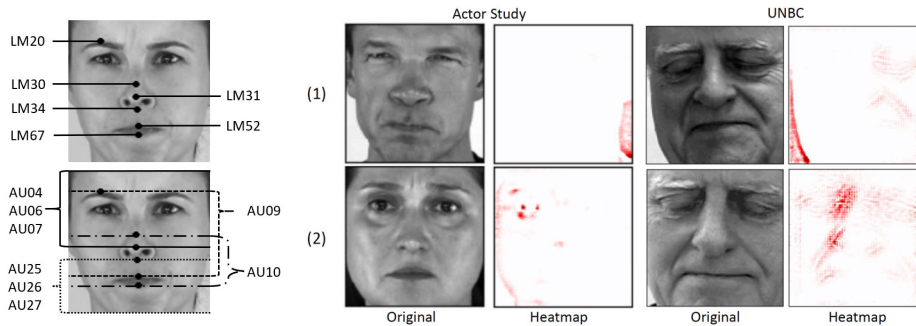 Actor Study
UNBC
LM20
LM30
LM31
LM34
LM52
LM67
(1)
AU04
AU06
AU07
AU09
AU10
AU25
AU26
AU27
(2)
Original
Heatmap
Original
Heatmap